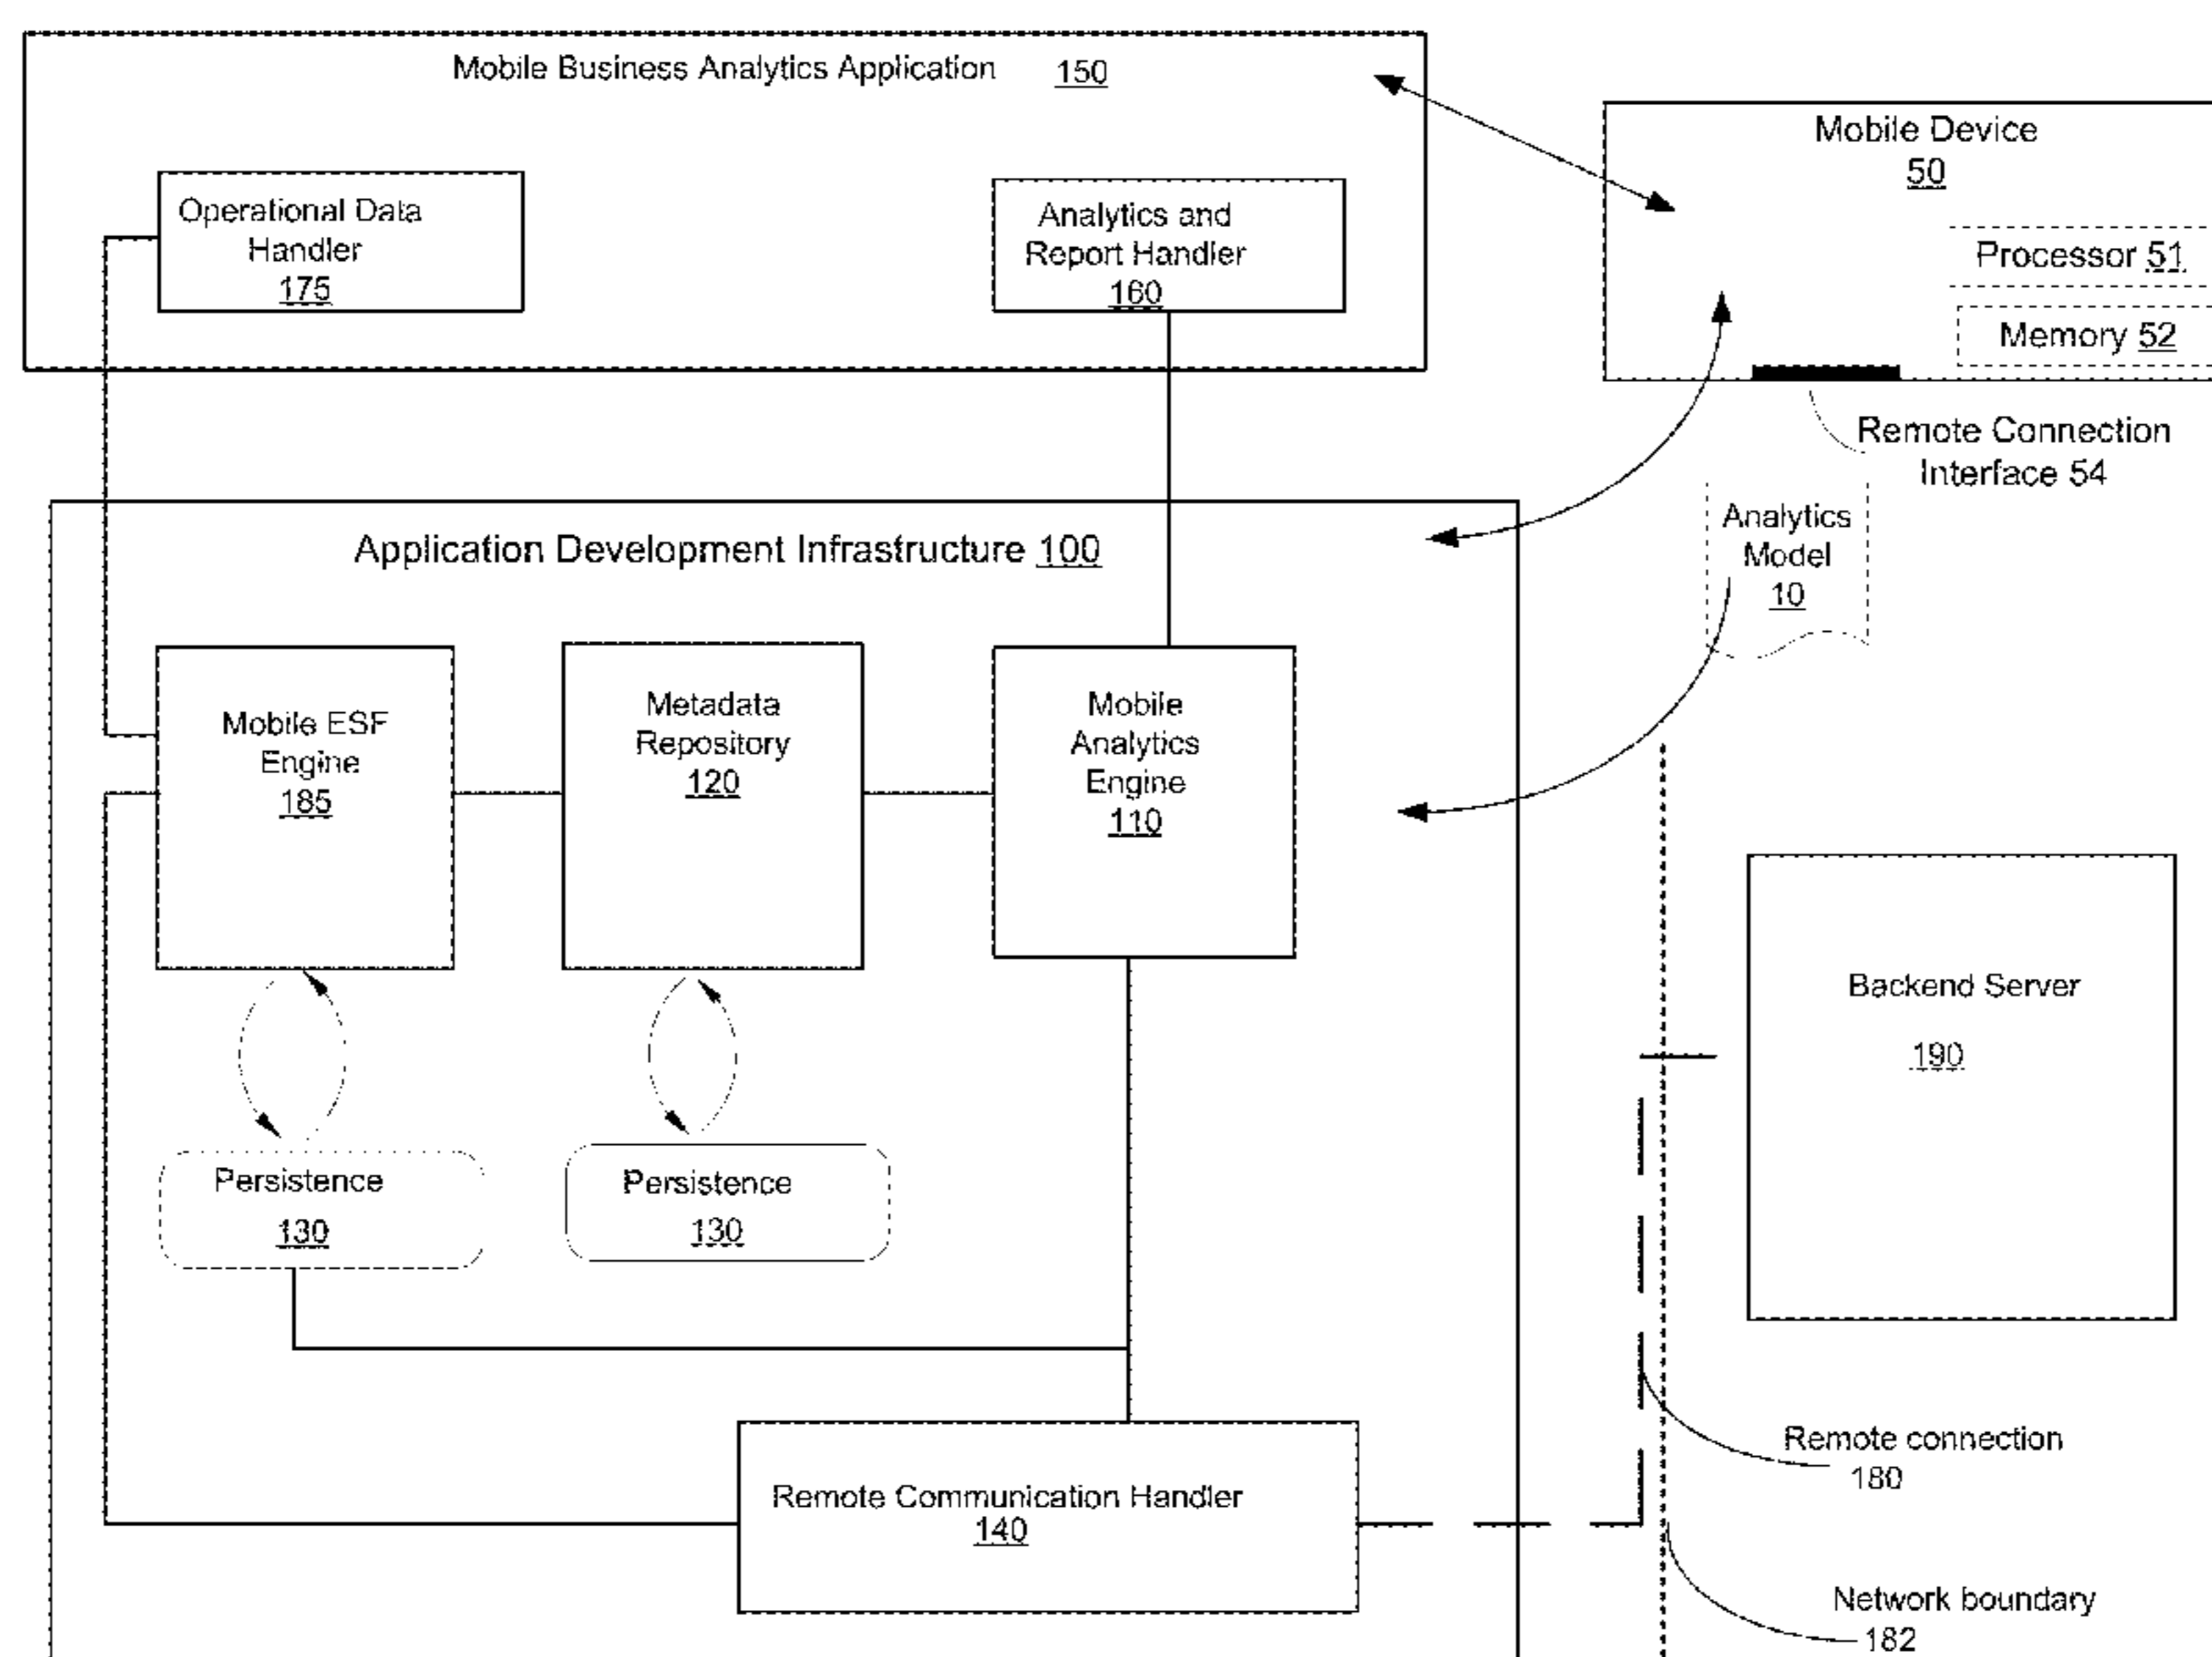 Mobile Business Analytics Application 150
Operational Data
Handler
175
Analytics and
Report Handler
160
Mobile Device
50
Processor 51
Memory 52
Remote Connection
Interface 54
Analytics
Model
10
Application Development Infrastructure 100
Mobile ESF
Engine
185
Metadata
Repository
120
Mobile
Analytics
Engine
110
Persistence
130
Persistence
130
Backend Server
190
Remote Communication Handler
140
Remote connection
180
Network boundary
182